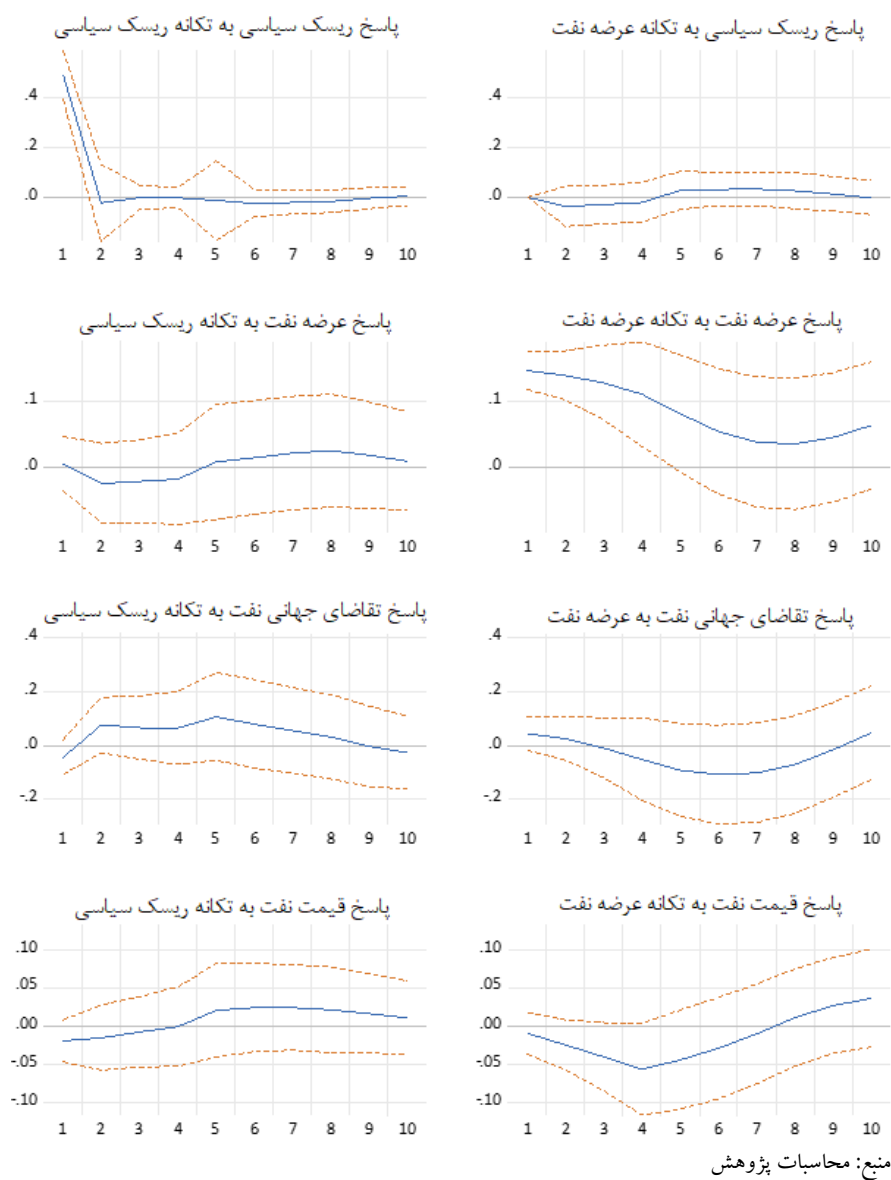 پاسخ ریسک سیاسی به تکانه عرضه نفت
.4
.2
.0
1 2 3 4 5 6 7 8 9 10
پاسخ ریسک سیاسی به تکانه ریسک سیاسی
.4
.2
.0
1 2 3 4 5 6 7 8 9 10
پاسخ عرضه نفت به تکانه عرضه نفت
.1
.0
1 2 3 4 5 6 7 8 9 10
پاسخ عرضه نفت به تکانه ریسک سیاسی
.1
.0
1 2 3 4 5 6 7 8 9 10
پاسخ تقاضای جهانی نفت به عرضه نفت
.4
.2
.0
-.2
1 2 3 4 5 6 7 8 9 10
پاسخ تقاضای جهانی نفت به تکانه ریسک سیاسی
.4
.2
.0
-.2
1 2 3 4 5 6 7 8 9 10
پاسخ قیمت نفت به تکانه عرضه نفت
.10
.05
.00
-.05
-.10
1 2 3 4 5 6 7 8 9 10
پاسخ قیمت نفت به تکانه ریسک سیاسی
.10
.05
.00
-.05
-.10
1 2 3 4 5 6 7 8 9 10
منبع: محاسبات پژوهش